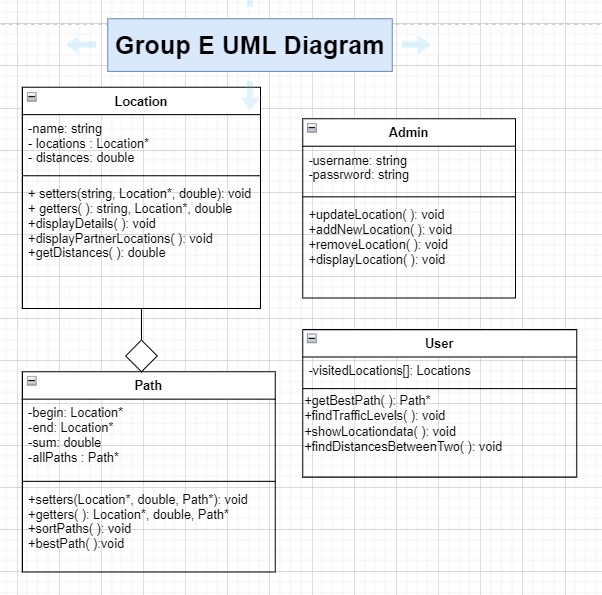 Group E UML Diagram
Location
-name: string
- locations : Location*
- distances: double
+ setters(string, Location*, double): void
+ getters( ): string, Location*, double
+displayDetails( ): void
+displayPartnerLocations( ): void
+getDistances( ): double
Admin
-username: string
-passrword: string
+updateLocation( ): void
+addNewLocation( ): void
+removeLocation( ): void
+displayLocation( ): void
Path
-begin: Location*
-end: Location*
-sum: double
-allPaths : Path*
+setters(Location*, double, Path*): void
+getters( ): Location*, double, Path*
+sortPaths( ): void
+bestPath( ):void
User
-visitedLocations[]: Locations
+getBestPath( ): Path*
+findTrafficLevels( ): void
+showLocationdata( ): void
+findDistancesBetweenTwo( ): void